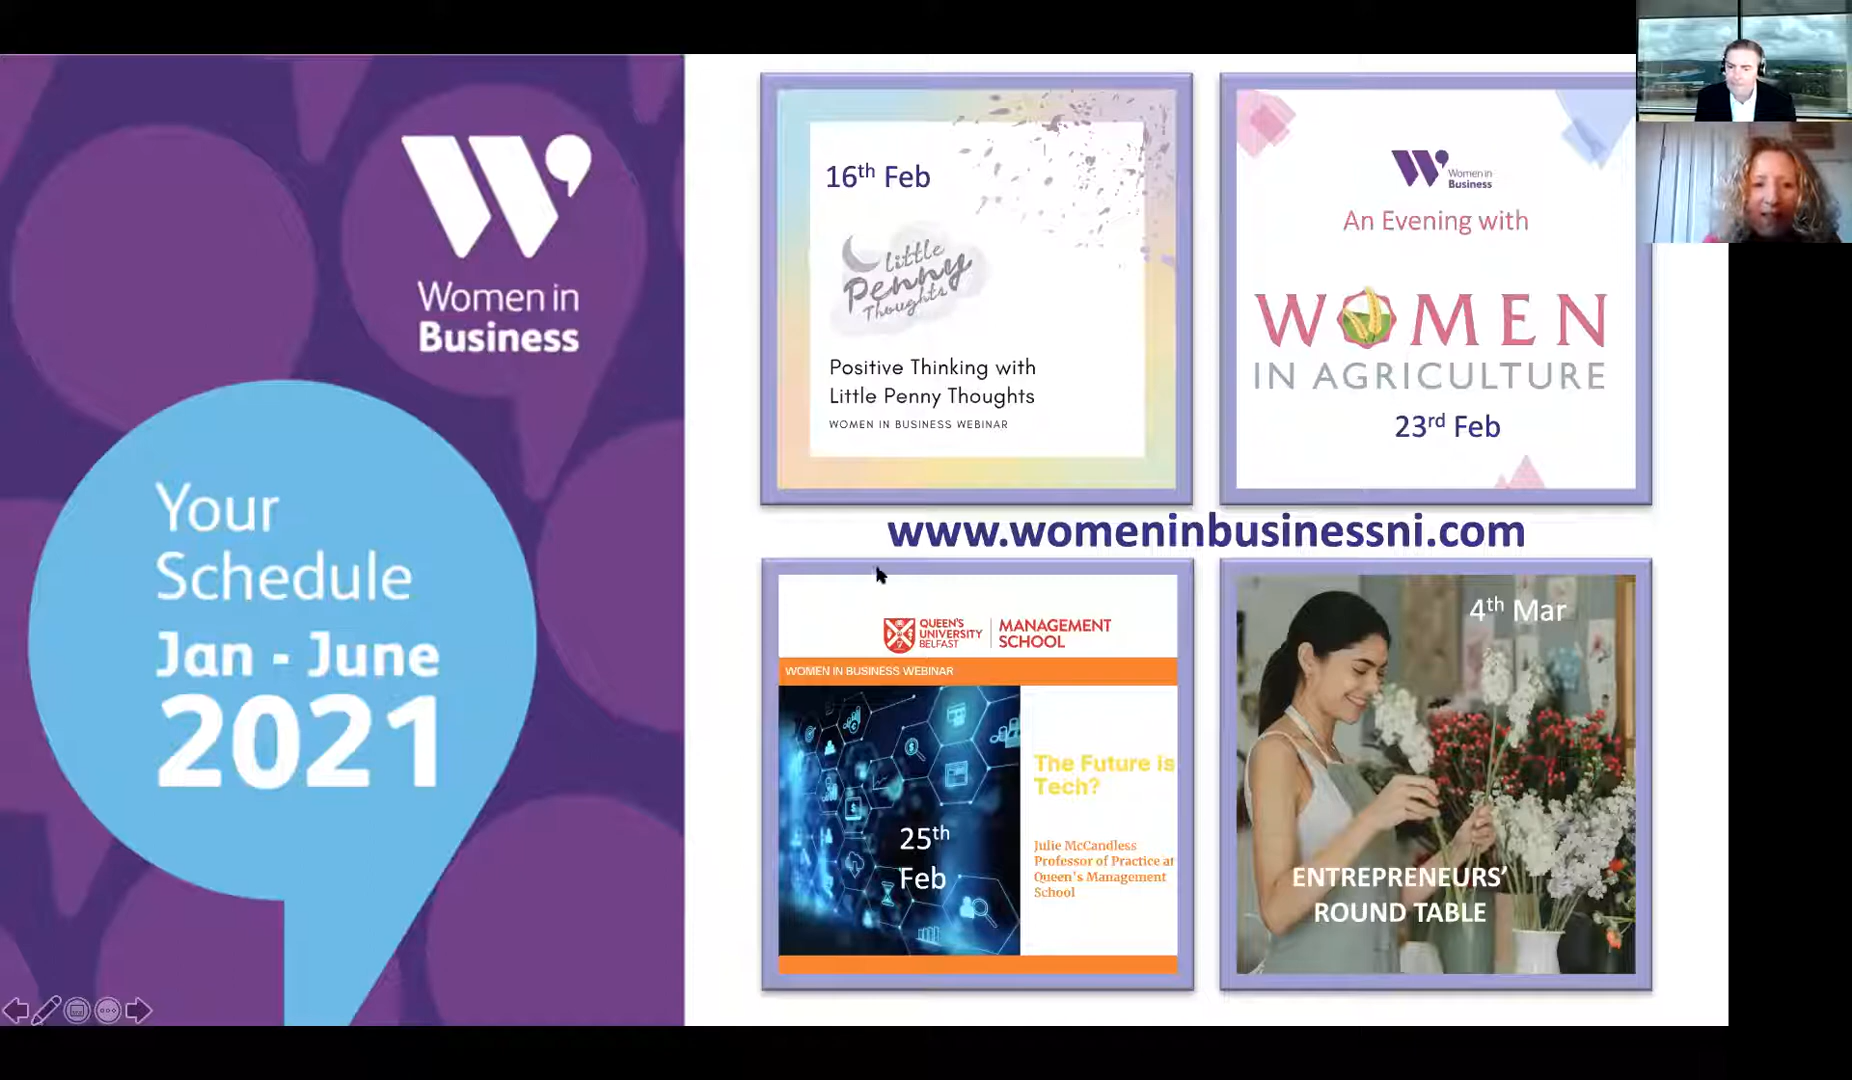 Women in
Business
Your
Schedule
Jan - June
2021
16th Feb
Little
Penny
Thoughts
Positive Thinking with
Little Penny Thoughts
WOMEN IN BUSINESS WEBINAR
Women in
Business
An Evening with
WOMEN
IN AGRICULTURE
23rd Feb
www.womeninbusinessni.com
QUEEN'S
UNIVERSITY
BELFAST
MANAGEMENT
SCHOOL
WOMEN IN BUSINESS WEBINAR
The Future is
Tech?
25th
Feb
Julie McCandless
Professor of Practice at
Queen's Management
School
4th Mar
ENTREPRENEURS'
ROUND TABLE